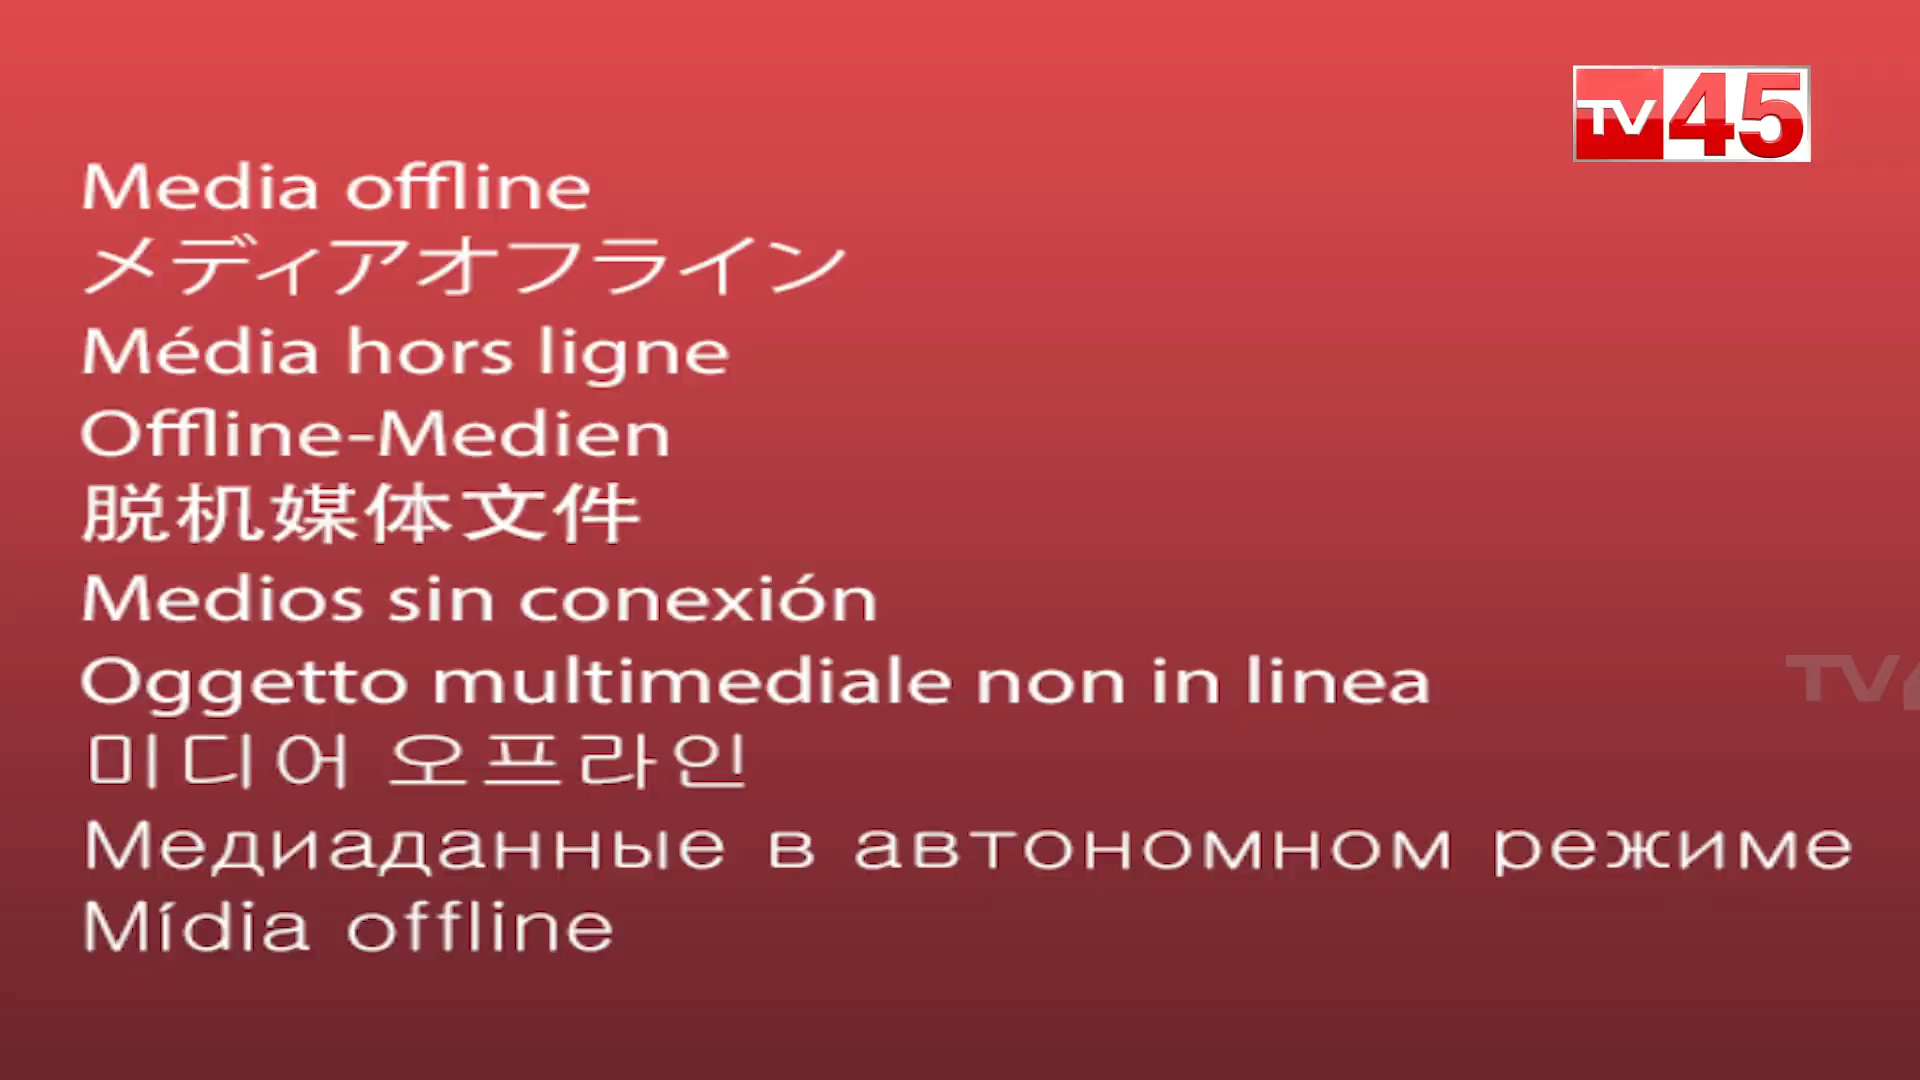 TV45
Media offline
メディアオフライン
Média hors ligne
Offline-Medien
脱机媒体文件
Medios sin conexión
Oggetto multimediale non in linea
TV4
미디어 오프라인
Медиаданные в автономном режиме
Mídia offline